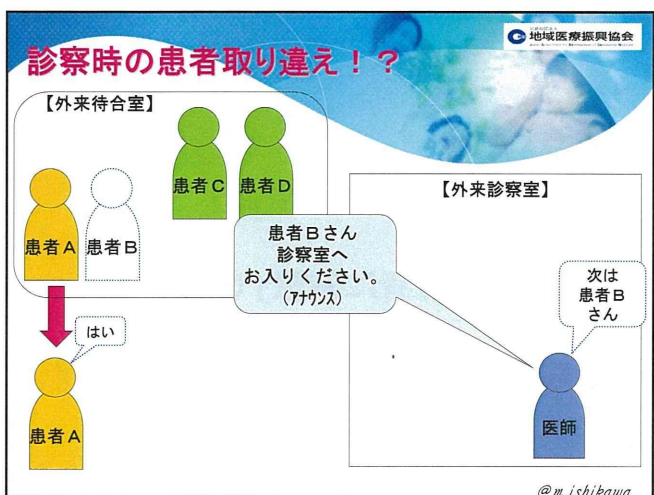 地域医療振興協会
診察時の患者取り違え！？
【外来待合室】
患者C
患者D
患者A
患者B
【外来診察室】
患者Bさん
診察室へ
お入りください。
（アナウンス）
次は
患者B
さん
はい
患者A
医師
@m.ishikawa